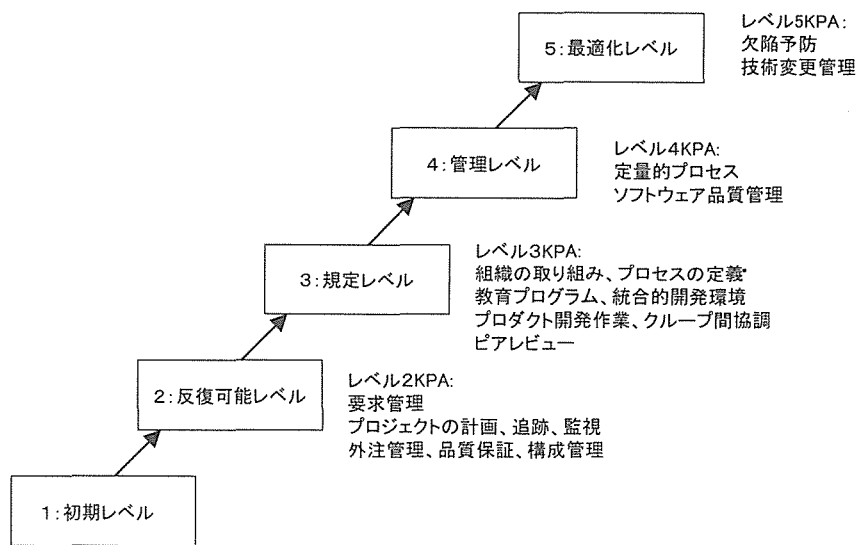 レベル5KPA:
欠陥予防
技術変更管理
5:最適化レベル
レベル4KPA:
定量的プロセス
ソフトウェア品質管理
4:管理レベル
レベル3KPA:
組織の取り組み、プロセスの定義
教育プログラム、統合的開発環境
プロダクト開発作業、クループ間協調
ピアレビュー
3:規定レベル
レベル2KPA:
要求管理
プロジェクトの計画、追跡、監視
外注管理、品質保証、構成管理
2:反復可能レベル
1:初期レベル